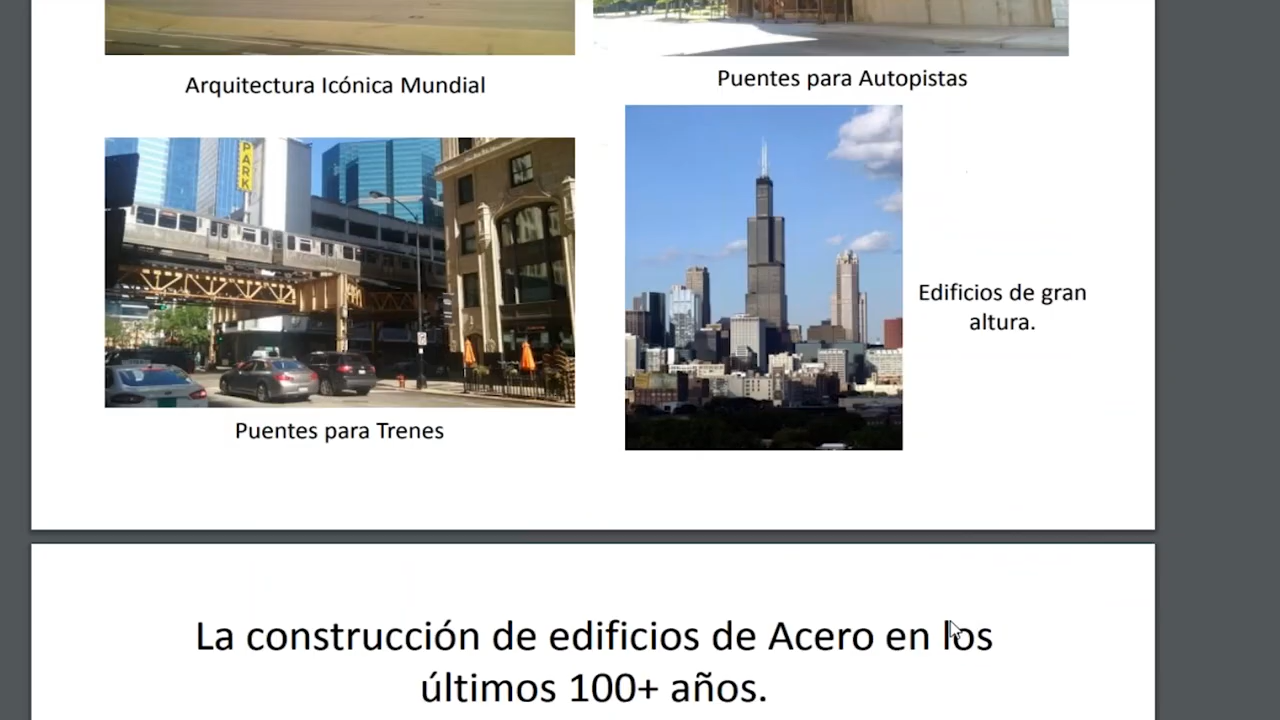 Arquitectura Icónica Mundial
Puentes para Autopistas
PARK
Edificios de gran
altura.
Puentes para Trenes
La construcción de edificios de Acero en los
últimos 100+ años.